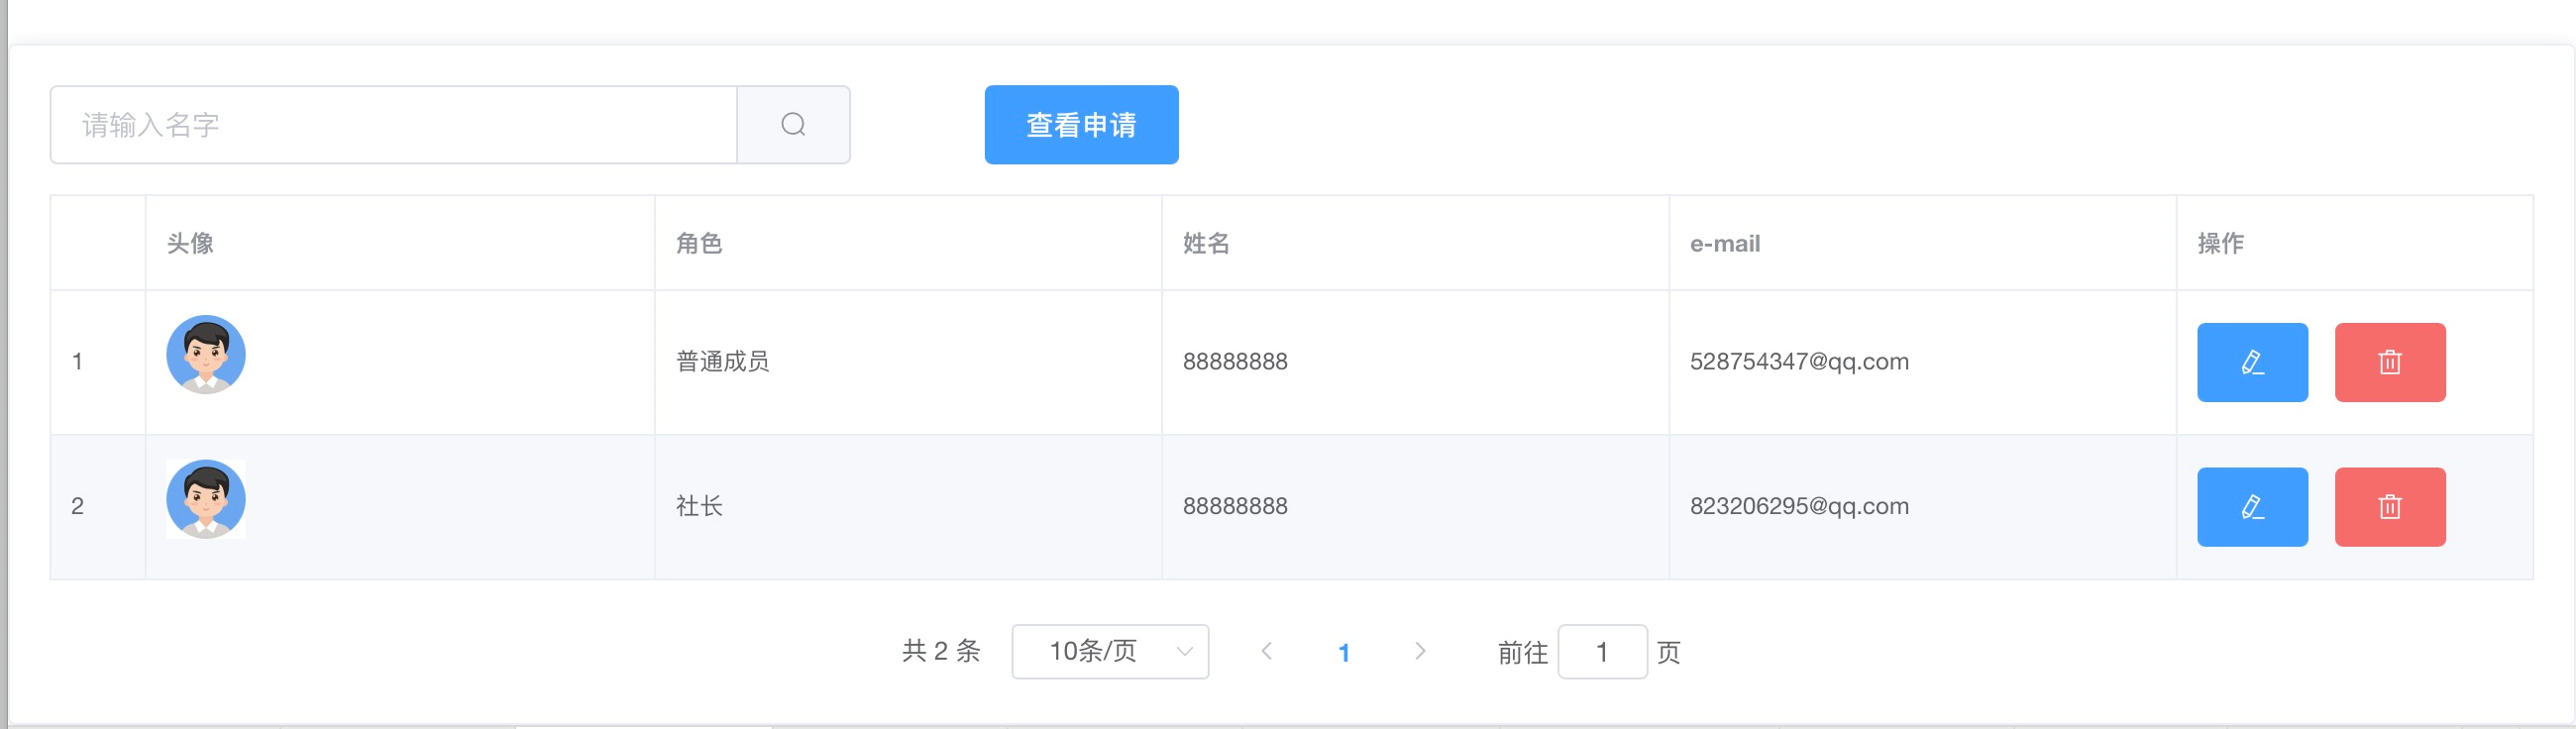 请输入名字
查看申请
头像 角色 姓名 e-mail 操作
1 普通成员 88888888 528754347@qq.com
2 社长 88888888 823206295@qq.com
共 2 条 10条/页 1 前往 1 页